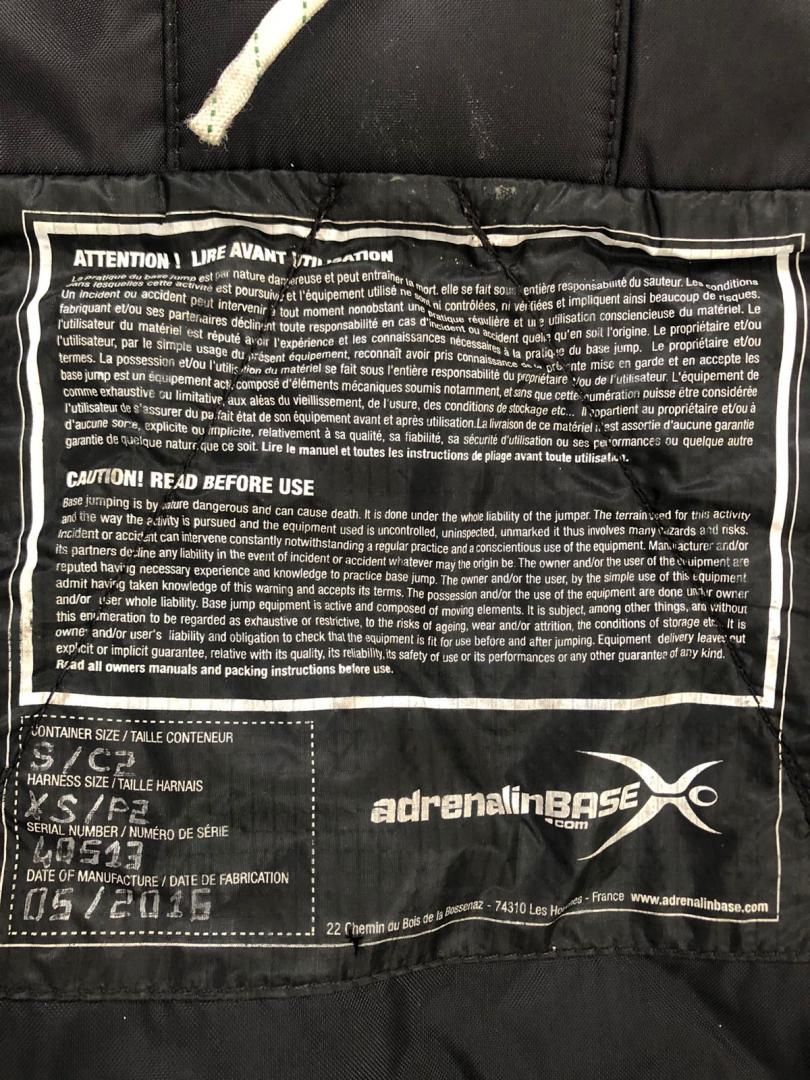 ATTENTION ! LIRE AVANT UTILISATION
La pratique du base jump est par nature dangereuse et peut entraîner la mort. elle se fait sous entière responsabilité du sauteur. Les conditions
dans lesquelles cette activité est poursuivie et l'équipement utilisé ne sont ni contrôlées, ni vérifiées et impliquent ainsi beaucoup de risques.
Un incident ou accident peut intervenir à tout moment nonobstant une pratique régulière et une utilisation consciencieuse du matériel. Le
fabriquant et/ou ses partenaires déclinent toute responsabilité en cas d'incident ou accident quel qu'en soit l'origine. Le propriétaire et/ou
l'utilisateur du matériel est réputé avoir l'expérience et les connaissances nécessaires à la pratique du base jump. Le propriétaire et/ou
l'utilisateur, par le simple usage du présent équipement, reconnaît avoir pris connaissance de la présente mise en garde et en accepte les
termes. La possession et/ou l'utilisation du matériel se fait sous l'entière responsabilité du propriétaire et/ou de l'utilisateur. L'équipement de
base jump est un équipement actif composé d'éléments mécaniques soumis notamment, et sans que cette énumération puisse être considérée
comme exhaustive ou limitative, aux aléas du vieillissement, de l'usure, des conditions de stockage etc... Il appartient au propriétaire et/ou à
l'utilisateur de s'assurer du parfait état de son équipement avant et après utilisation.La livraison de ce matériel n'est assortie d'aucune garantie
d'aucune sorte, explicite ou implicite, relativement à sa qualité, sa fiabilité, sa sécurité d'utilisation ou ses performances ou quelque autre
garantie de quelque nature que ce soit. Lire le manuel et toutes les instructions de pliage avant toute utilisation.
CAUTION! READ BEFORE USE
Base jumping is by nature dangerous and can cause death. It is done under the whole liability of the jumper. The terrain used for this activity
and the way the activity is pursued and the equipment used is uncontrolled, uninspected, unmarked it thus involves many hazards and risks.
Incident or accident can intervene constantly notwithstanding a regular practice and a conscientious use of the equipment. Manufacturer and/or
its partners decline any liability in the event of incident or accident whatever may the origin be. The owner and/or the user of the equipment are
reputed having necessary experience and knowledge to practice base jump. The owner and/or the user, by the simple use of this equipment
admit having taken knowledge of this warning and accepts its terms. The possession and/or the use of the equipment are done under owner
and/or user whole liability. Base jump equipment is active and composed of moving elements. It is subject, among other things, and without
this enumeration to be regarded as exhaustive or restrictive, to the risks of ageing, wear and/or attrition, the conditions of storage etc. It is
owner and/or user's liability and obligation to check that the equipment is fit for use before and after jumping. Equipment delivery leaves out
explicit or implicit guarantee, relative with its quality, its reliability, its safety of use or its performances or any other guarantee of any kind.
Read all owners manuals and packing instructions before use.
CONTAINER SIZE / TAILLE CONTENEUR
S/C2
HARNESS SIZE / TAILLE HARNAIS
XS/P2
SERIAL NUMBER / NUMÉRO DE SÉRIE
40513
DATE OF MANUFACTURE / DATE DE FABRICATION
05/2015
adrenalinBASE
.com
22 Chemin du Bois de la Bossenaz - 74310 Les - France www.adrenalinbase.com